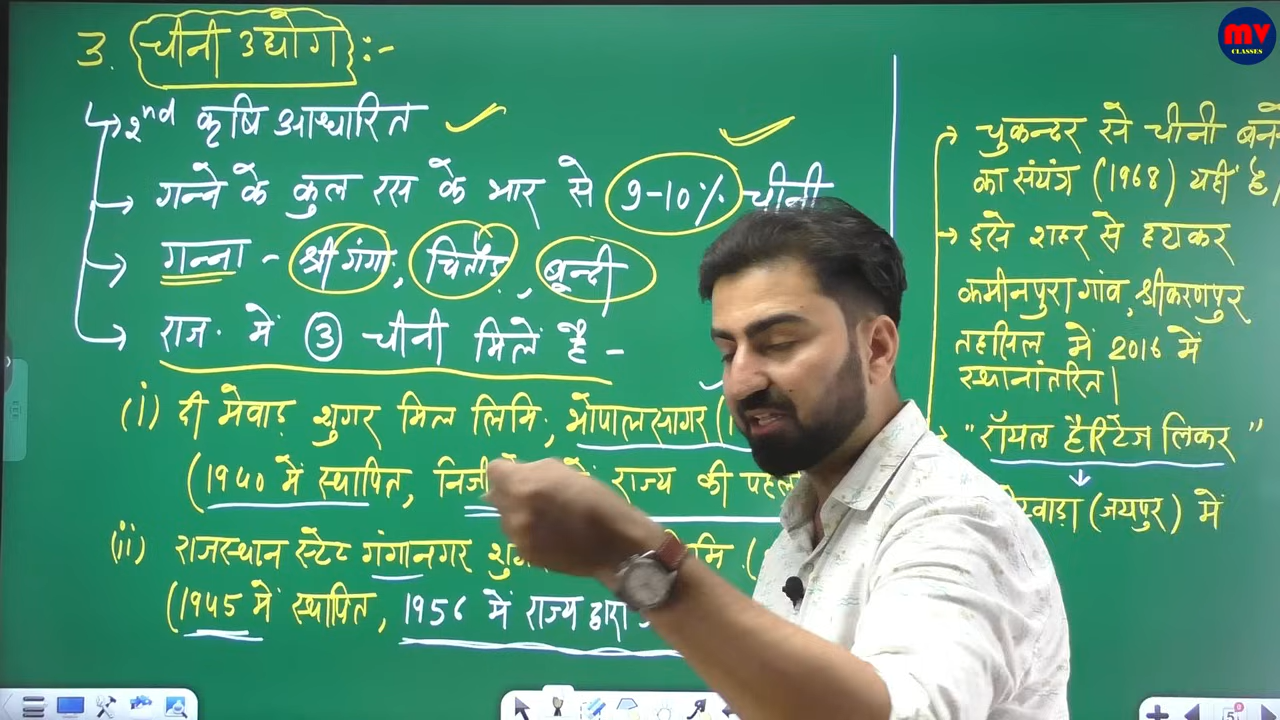 3. चीनी उद्योग :-
2nd कृषि आधारित
गन्ने के कुल रस के भार से 9-10% चीनी
गन्ना - श्री गंगा, चित्तौड़, बून्दी
राज. में 3 चीनी मिलें है -
(i) दी मेवाड़ शुगर मिल लिमि., भोपालसागर (
(1940 में स्थापित, निजी में राज्य की पहली
(ii) राजस्थान स्टेट गंगानगर शु मि. (
(1945 में स्थापित, 1956 में राज्य द्वारा
चुकन्दर से चीनी बनने
का संयंत्र (1968) यहीं है
इसे शहर से हटाकर
कमीनपुरा गांव, श्रीकरणपुर
तहसिल में 2016 में
स्थानांतरित।
"रॉयल हैरिटेज लिकर"
वाड़ा (जयपुर) में
mv
CLASSES
5